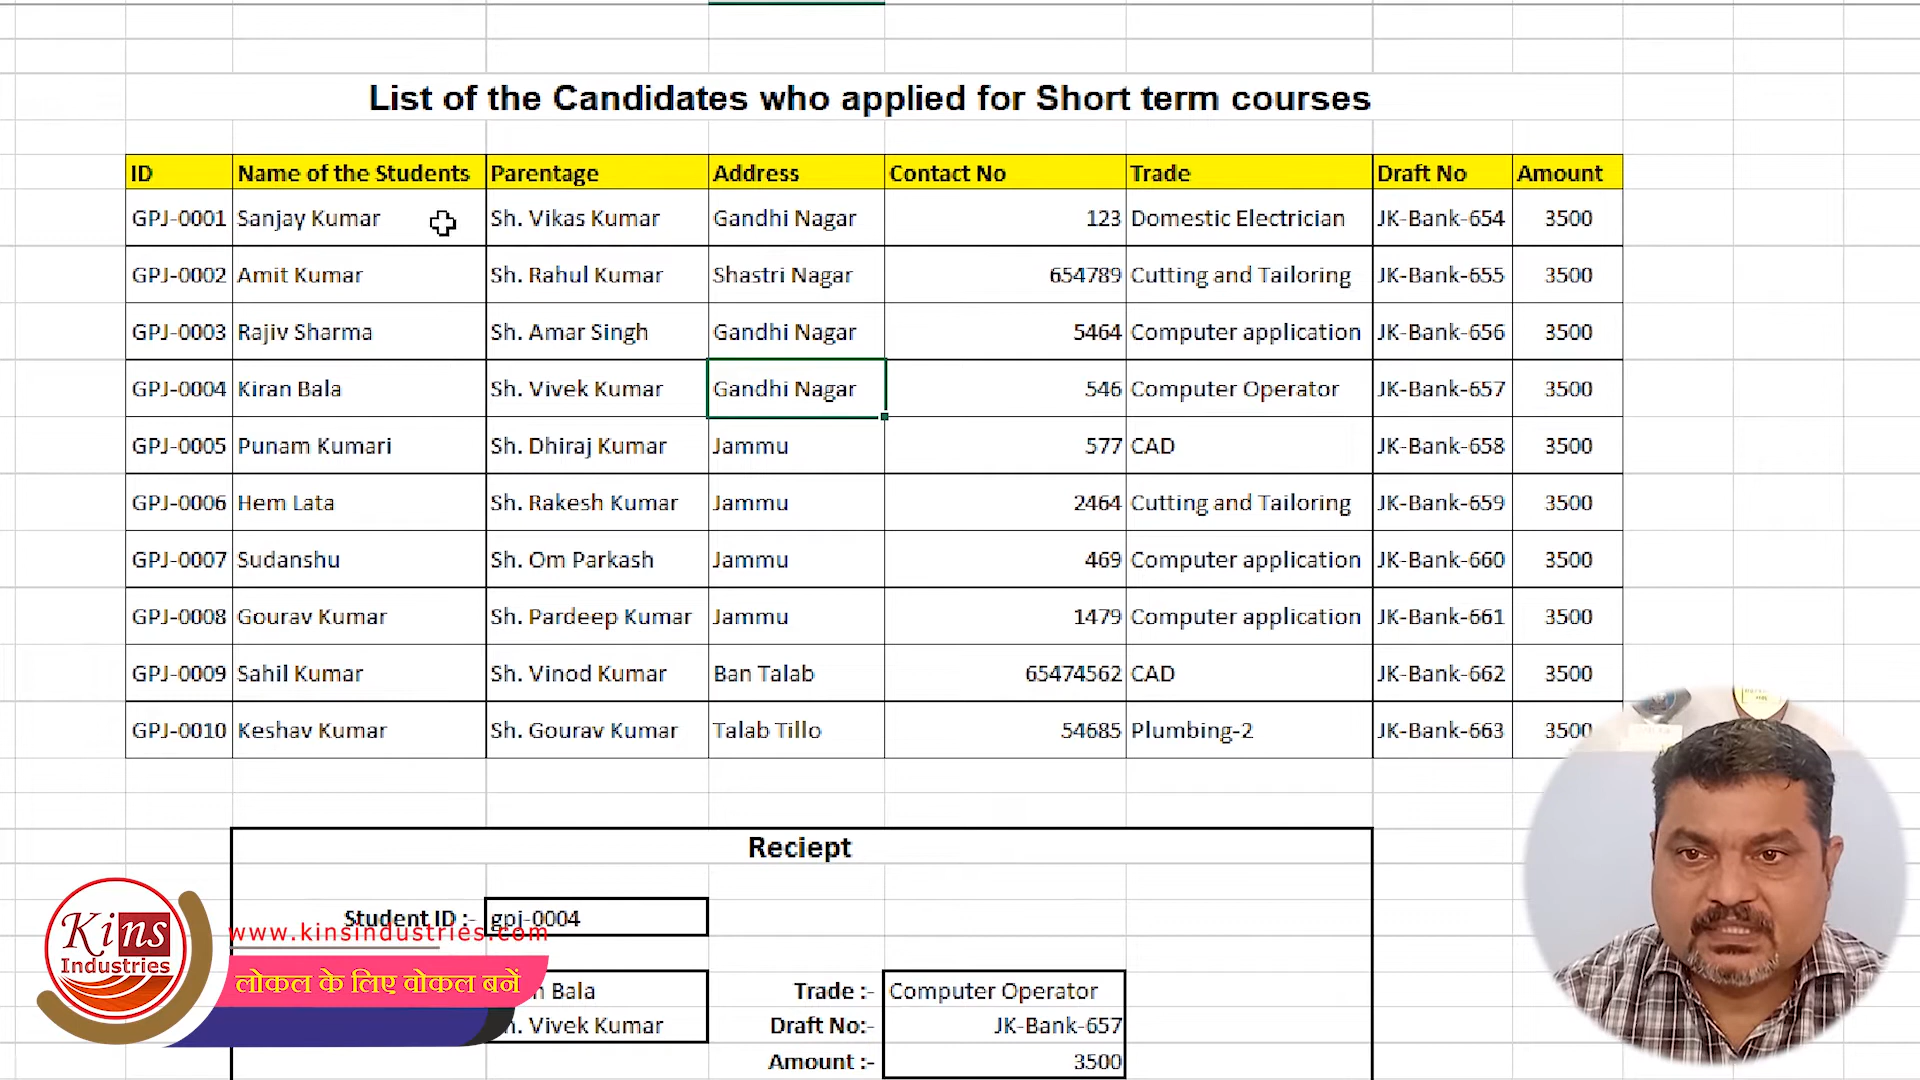 List of the Candidates who applied for Short term courses
ID Name of the Students Parentage Address Contact No Trade Draft No Amount
GPJ-0001 Sanjay Kumar Sh. Vikas Kumar Gandhi Nagar 123 Domestic Electrician JK-Bank-654 3500
GPJ-0002 Amit Kumar Sh. Rahul Kumar Shastri Nagar 654789 Cutting and Tailoring JK-Bank-655 3500
GPJ-0003 Rajiv Sharma Sh. Amar Singh Gandhi Nagar 5464 Computer application JK-Bank-656 3500
GPJ-0004 Kiran Bala Sh. Vivek Kumar Gandhi Nagar 546 Computer Operator JK-Bank-657 3500
GPJ-0005 Punam Kumari Sh. Dhiraj Kumar Jammu 577 CAD JK-Bank-658 3500
GPJ-0006 Hem Lata Sh. Rakesh Kumar Jammu 2464 Cutting and Tailoring JK-Bank-659 3500
GPJ-0007 Sudanshu Sh. Om Parkash Jammu 469 Computer application JK-Bank-660 3500
GPJ-0008 Gourav Kumar Sh. Pardeep Kumar Jammu 1479 Computer application JK-Bank-661 3500
GPJ-0009 Sahil Kumar Sh. Vinod Kumar Ban Talab 65474562 CAD JK-Bank-662 3500
GPJ-0010 Keshav Kumar Sh. Gourav Kumar Talab Tillo 54685 Plumbing-2 JK-Bank-663 3500
Reciept
Student ID :- gpj-0004
www.kinsindustries.com
Kins
Industries
लोकल के लिए वोकल बनें
Bala Trade :- Computer Operator
Vivek Kumar Draft No:- JK-Bank-657
Amount :- 3500